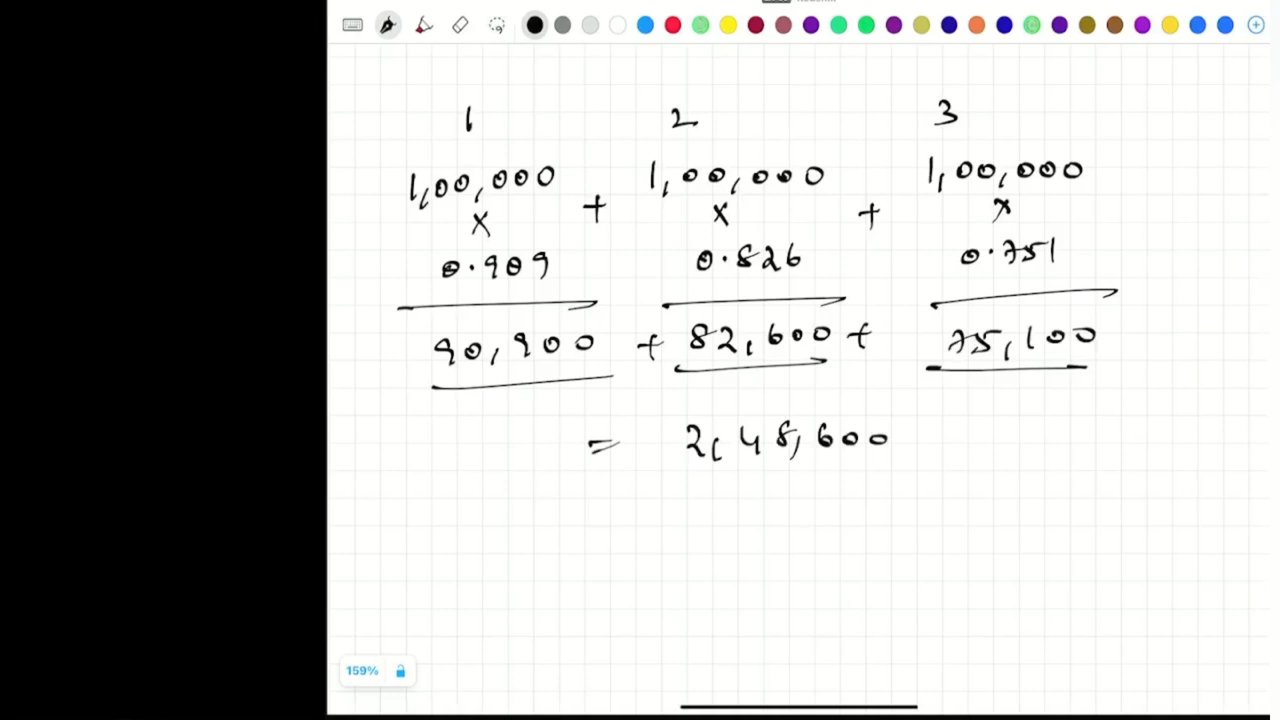 1 2 3
1,00,000 + 1,00,000 + 1,00,000
x x x
0.909 0.826 0.751
90,900 + 82,600 + 75,100
= 2,48,600
159%